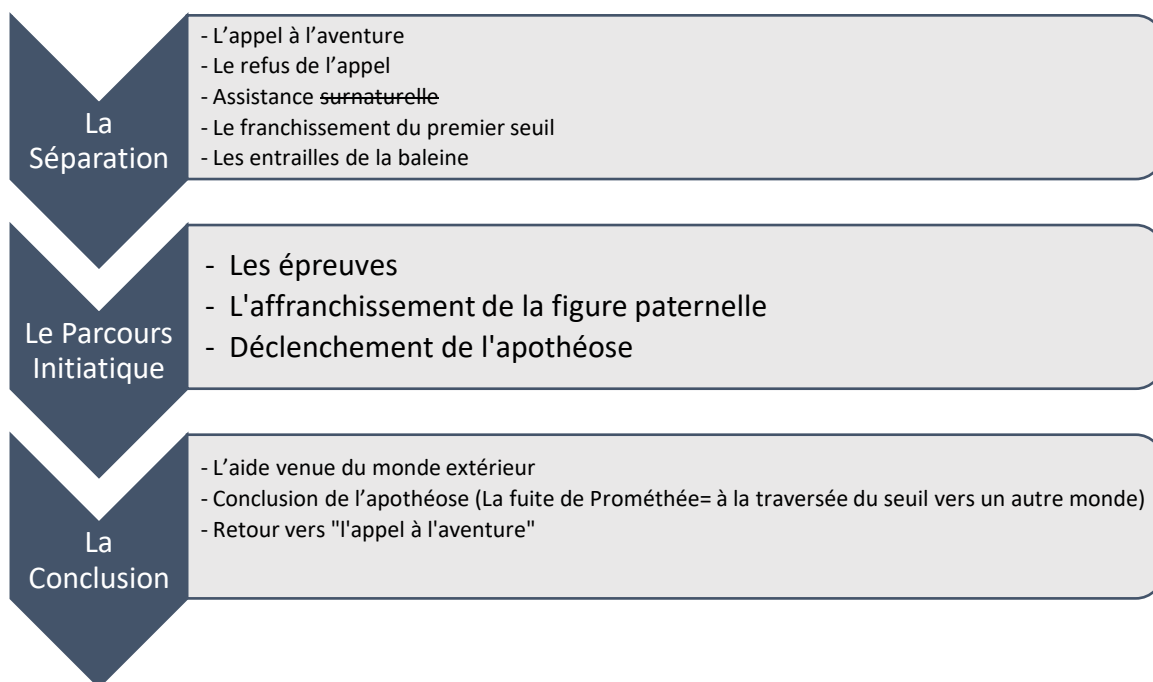 La
Séparation
- L’appel à l’aventure
- Le refus de l’appel
- Assistance surnaturelle
- Le franchissement du premier seuil
- Les entrailles de la baleine
Le Parcours
Initiatique
- Les épreuves
- L'affranchissement de la figure paternelle
- Déclenchement de l'apothéose
La
Conclusion
- L’aide venue du monde extérieur
- Conclusion de l’apothéose (La fuite de Prométhée= à la traversée du seuil vers un autre monde)
- Retour vers "l'appel à l'aventure"